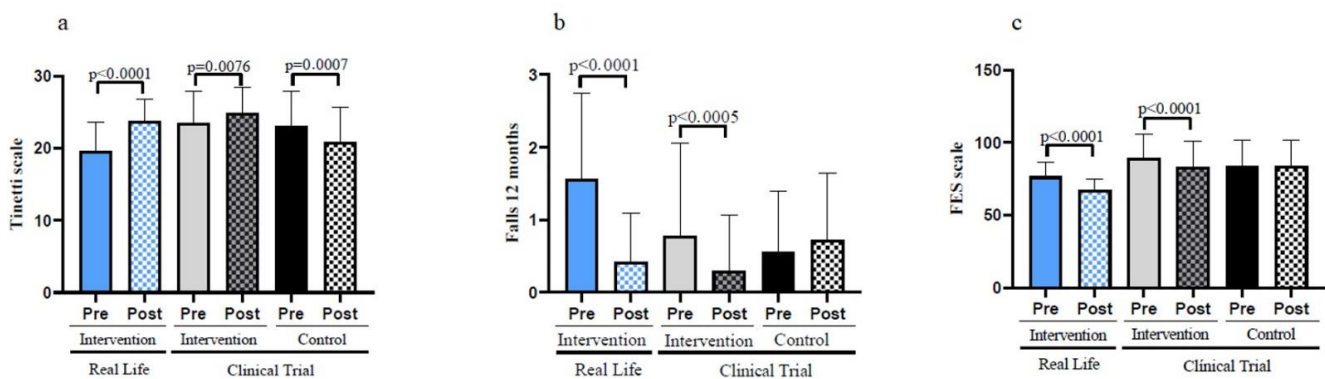 a
30
20
10
0
Tinetti scale
p<0.0001
p=0.0076
p=0.0007
Pre Post Pre Post Pre Post
Intervention Intervention Control
Real Life Clinical Trial
b
3
2
1
0
Falls 12 months
p<0.0001
p<0.0005
Pre Post Pre Post Pre Post
Intervention Intervention Control
Real Life Clinical Trial
c
150
100
50
0
FES scale
p<0.0001
p<0.0001
Pre Post Pre Post Pre Post
Intervention Intervention Control
Real Life Clínical Trial